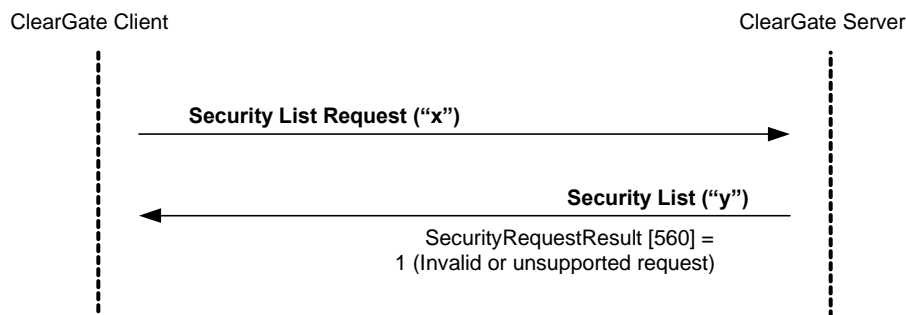 ClearGate Client
ClearGate Server
Security List Request (“x”)
Security List (“y”)
SecurityRequestResult [560] =
1 (Invalid or unsupported request)